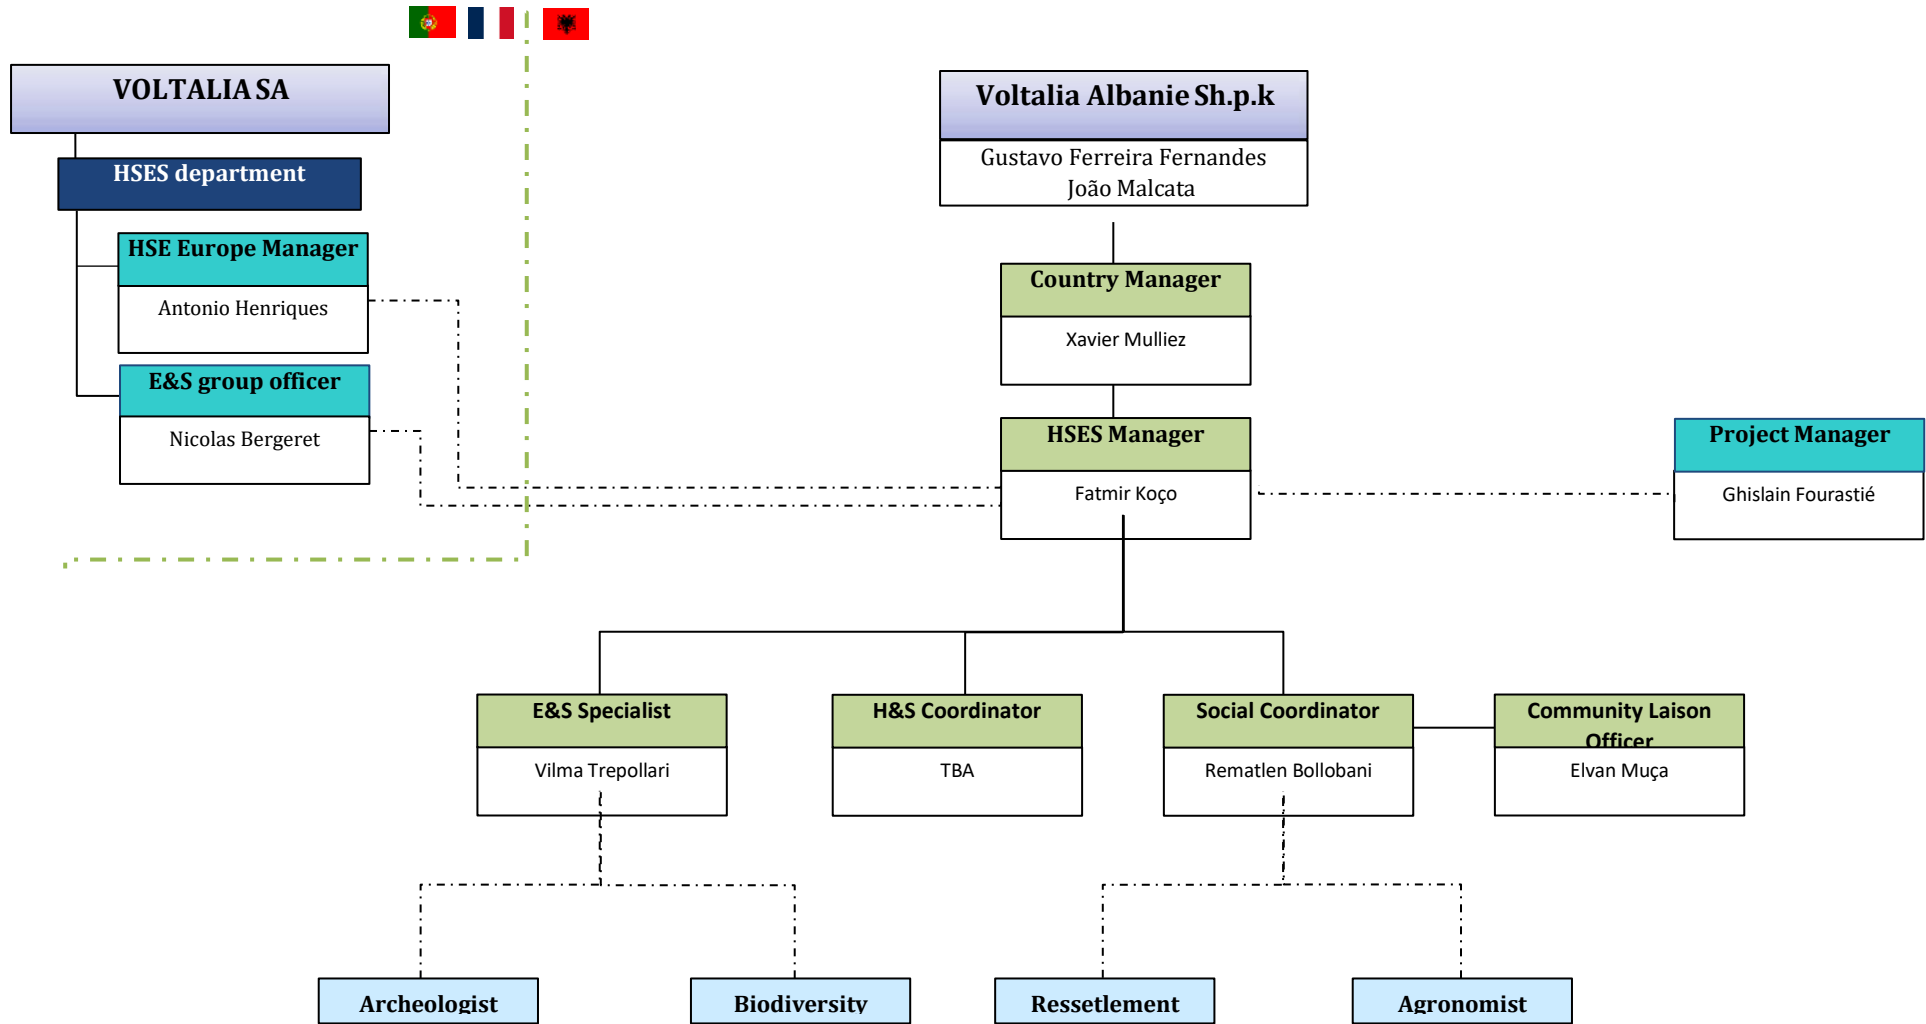 VOLTALIA SA
HSES department
HSE Europe Manager
Antonio Henriques
E&S group officer
Nicolas Bergeret
Voltalia Albanie Sh.p.k
Gustavo Ferreira Fernandes
João Malcata
Country Manager
Xavier Mulliez
HSES Manager
Fatmir Koço
Project Manager
Ghislain Fourastié
E&S Specialist
Vilma Trepollari
H&S Coordinator
TBA
Social Coordinator
Rematlen Bollobani
Community Laison
Officer
Elvan Muça
Archeologist
Biodiversity
Ressetlement
Agronomist